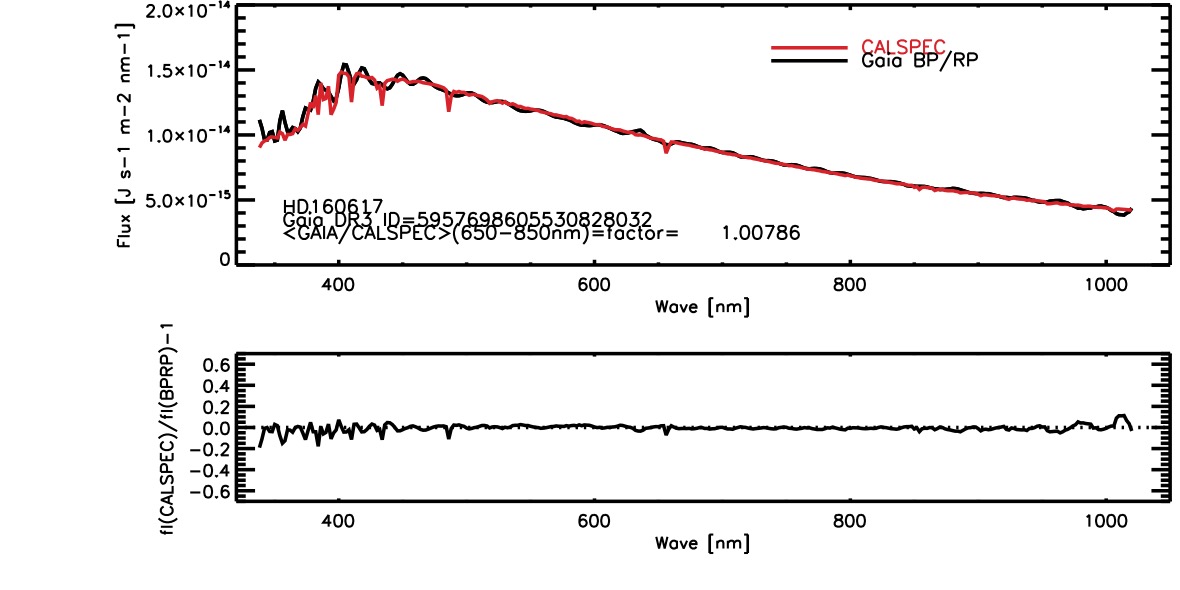 2.0×10−14
1.5×10−14
1.0×10−14
5.0×10−15
0
Flux [J s−1 m−2 nm−1]
CALSPEC
Gaia BP/RP
HD160617
Gaia DR3 ID=5957698605530828032
<GAIA/CALSPEC>(650−850nm)=factor= 1.00786
400 600 800 1000
Wave [nm]
fl(CALSPEC)/fl(BPRP)−1
0.6
0.4
0.2
0.0
−0.2
−0.4
−0.6
400 600 800 1000
Wave [nm]